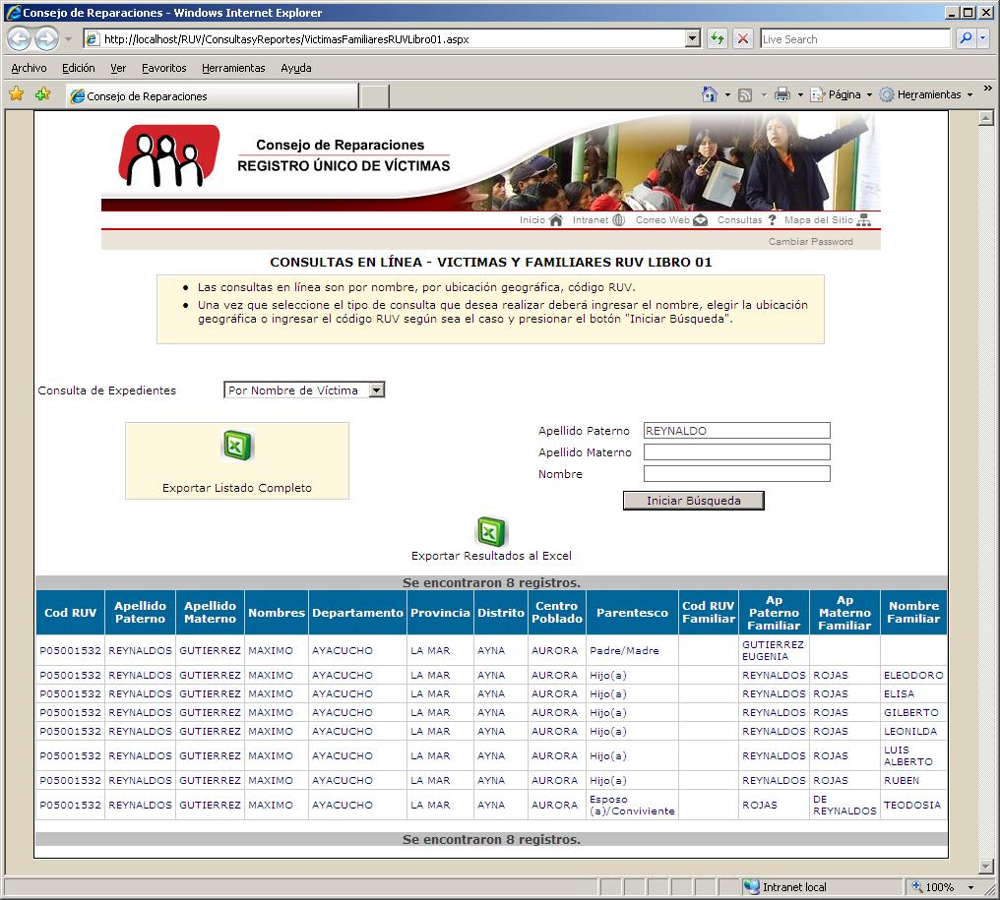 Consejo de Reparaciones - Windows Internet Explorer
http://localhost/RUV/ConsultasyReportes/VictimasFamiliaresRUVLibro01.aspx
Live Search
Archivo Edición Ver Favoritos Herramientas Ayuda
Consejo de Reparaciones
Página Herramientas
Consejo de Reparaciones
REGISTRO ÚNICO DE VÍCTIMAS
Inicio Intranet Correo Web Consultas Mapa del Sitio
Cambiar Password
CONSULTAS EN LÍNEA - VICTIMAS Y FAMILIARES RUV LIBRO 01
• Las consultas en línea son por nombre, por ubicación geográfica, código RUV.
• Una vez que seleccione el tipo de consulta que desea realizar deberá ingresar el nombre, elegir la ubicación
geográfica o ingresar el código RUV según sea el caso y presionar el botón "Iniciar Búsqueda".
Consulta de Expedientes Por Nombre de Víctima
Exportar Listado Completo
Apellido Paterno REYNALDO
Apellido Materno
Nombre
Iniciar Búsqueda
Exportar Resultados al Excel
Se encontraron 8 registros.
Cod RUV Apellido Paterno Apellido Materno Nombres Departamento Provincia Distrito Centro Poblado Parentesco Cod RUV Familiar Ap Paterno Familiar Ap Materno Familiar Nombre Familiar
P05001532 REYNALDOS GUTIERREZ MAXIMO AYACUCHO LA MAR AYNA AURORA Padre/Madre GUTIERREZ EUGENIA
P05001532 REYNALDOS GUTIERREZ MAXIMO AYACUCHO LA MAR AYNA AURORA Hijo(a) REYNALDOS ROJAS ELEODORO
P05001532 REYNALDOS GUTIERREZ MAXIMO AYACUCHO LA MAR AYNA AURORA Hijo(a) REYNALDOS ROJAS ELISA
P05001532 REYNALDOS GUTIERREZ MAXIMO AYACUCHO LA MAR AYNA AURORA Hijo(a) REYNALDOS ROJAS GILBERTO
P05001532 REYNALDOS GUTIERREZ MAXIMO AYACUCHO LA MAR AYNA AURORA Hijo(a) REYNALDOS ROJAS LEONILDA
P05001532 REYNALDOS GUTIERREZ MAXIMO AYACUCHO LA MAR AYNA AURORA Hijo(a) REYNALDOS ROJAS LUIS ALBERTO
P05001532 REYNALDOS GUTIERREZ MAXIMO AYACUCHO LA MAR AYNA AURORA Hijo(a) REYNALDOS ROJAS RUBEN
P05001532 REYNALDOS GUTIERREZ MAXIMO AYACUCHO LA MAR AYNA AURORA Esposo (a)/Conviviente ROJAS DE REYNALDOS TEODOSIA
Se encontraron 8 registros.
Intranet local 100%